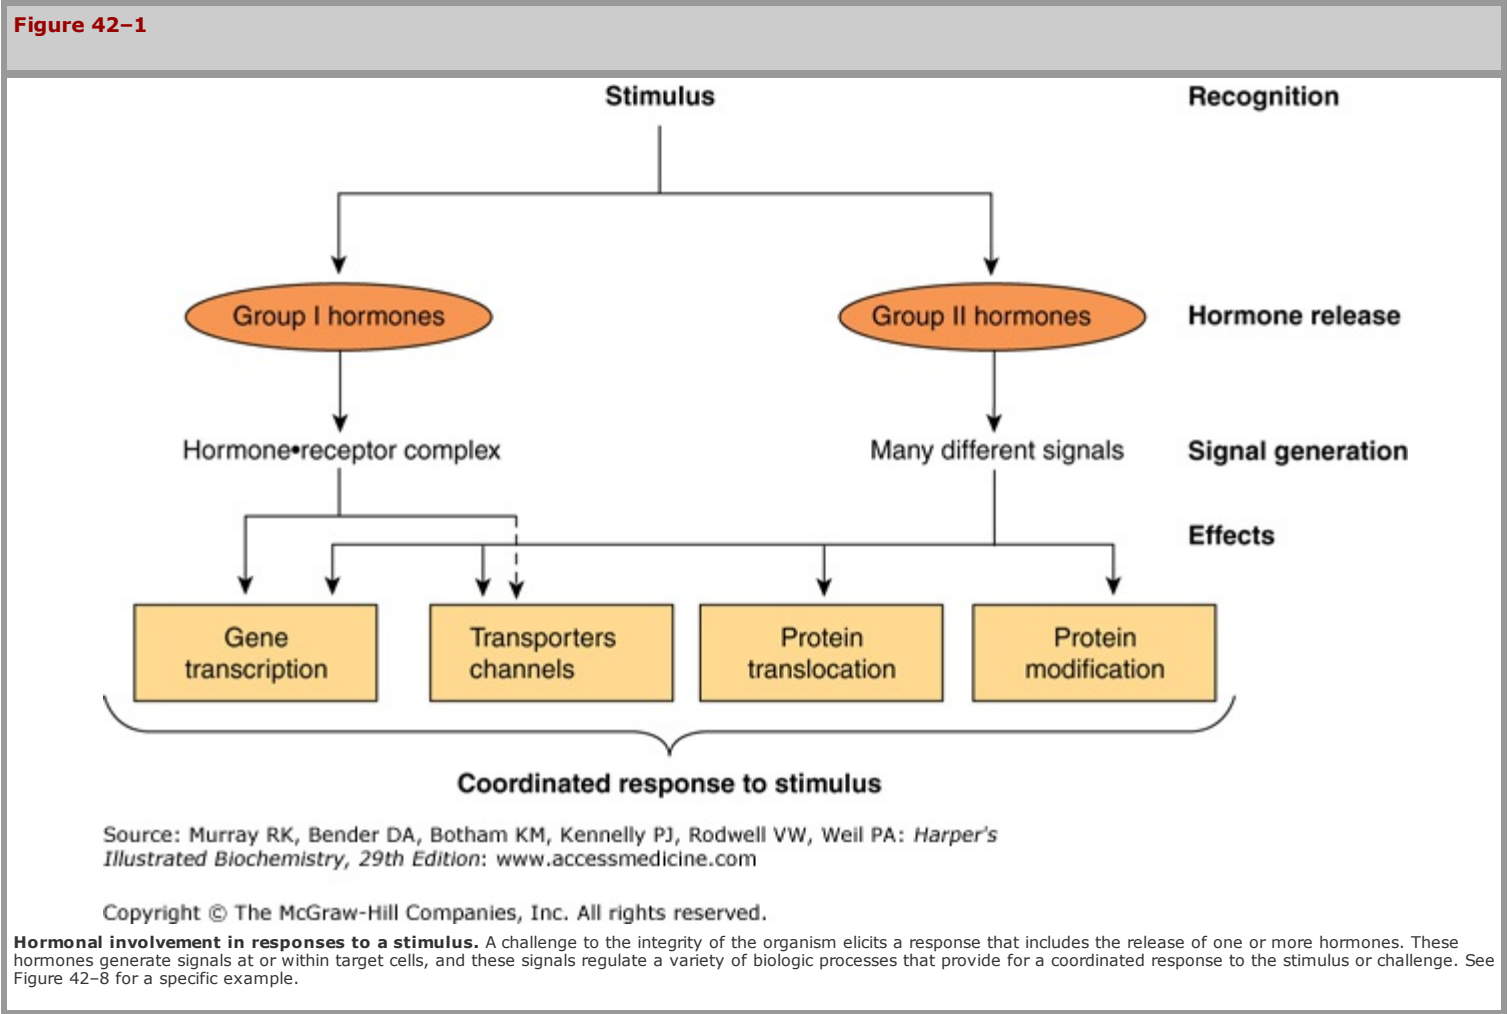 Figure 42–1
Stimulus
Recognition
Group I hormones
Group II hormones
Hormone release
Hormone•receptor complex
Many different signals
Signal generation
Effects
Gene
transcription
Transporters
channels
Protein
translocation
Protein
modification
Coordinated response to stimulus
Source: Murray RK, Bender DA, Botham KM, Kennelly PJ, Rodwell VW, Weil PA: Harper's
Illustrated Biochemistry, 29th Edition: www.accessmedicine.com
Copyright © The McGraw-Hill Companies, Inc. All rights reserved.
Hormonal involvement in responses to a stimulus. A challenge to the integrity of the organism elicits a response that includes the release of one or more hormones. These
hormones generate signals at or within target cells, and these signals regulate a variety of biologic processes that provide for a coordinated response to the stimulus or challenge. See
Figure 42–8 for a specific example.